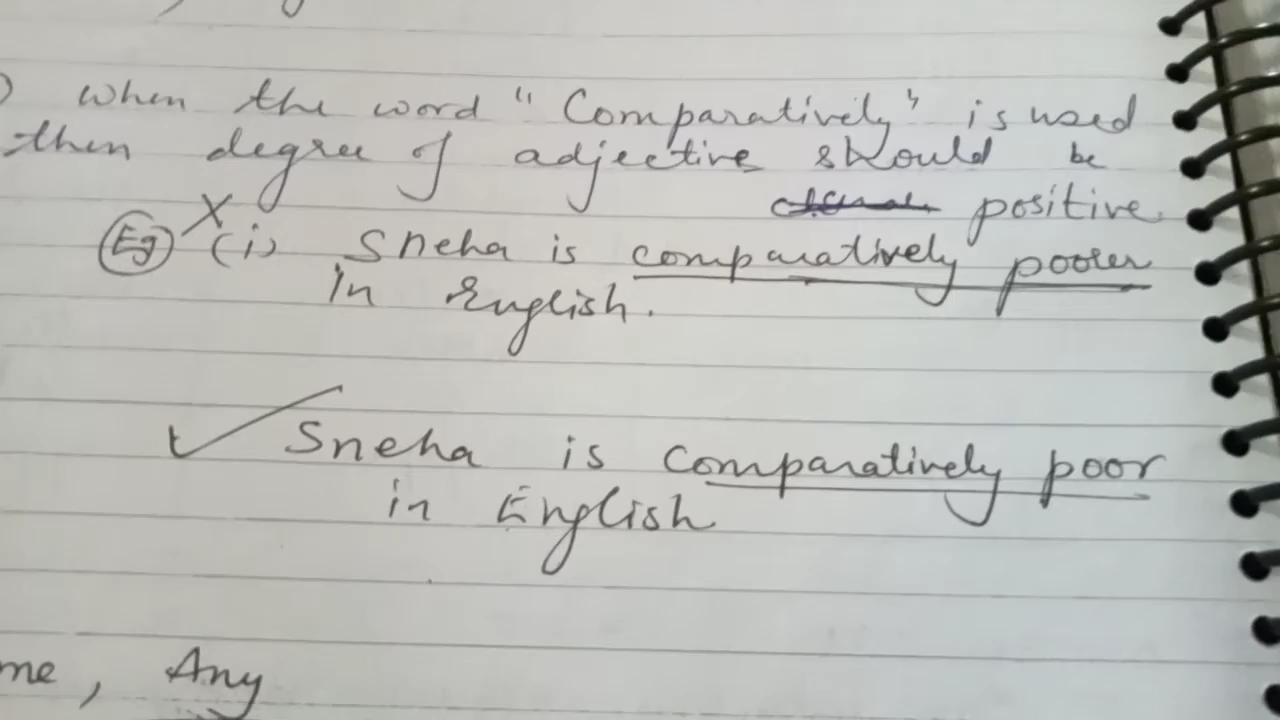 ) when the word "Comparatively" is used
then degree of adjective should be
positive.
Eg X (i) Sneha is comparatively poorer
in English.
✓ Sneha is comparatively poor
in English
me, Any